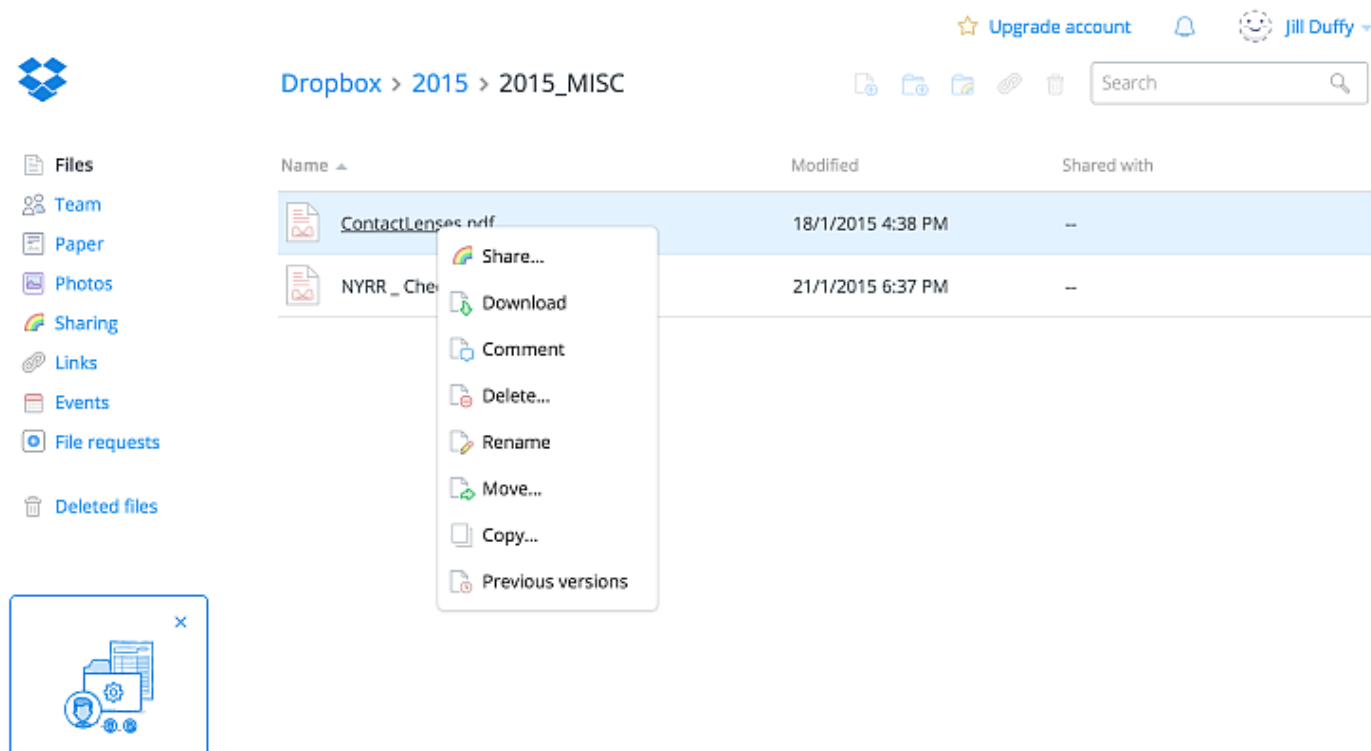 Upgrade account
Jill Duffy
Dropbox > 2015 > 2015_MISC
Search
Files
Team
Paper
Photos
Sharing
Links
Events
File requests
Deleted files
Name Modified Shared with
ContactLenses.pdf 18/1/2015 4:38 PM --
NYRR _ 21/1/2015 6:37 PM --
Share...
Download
Comment
Delete...
Rename
Move...
Copy...
Previous versions